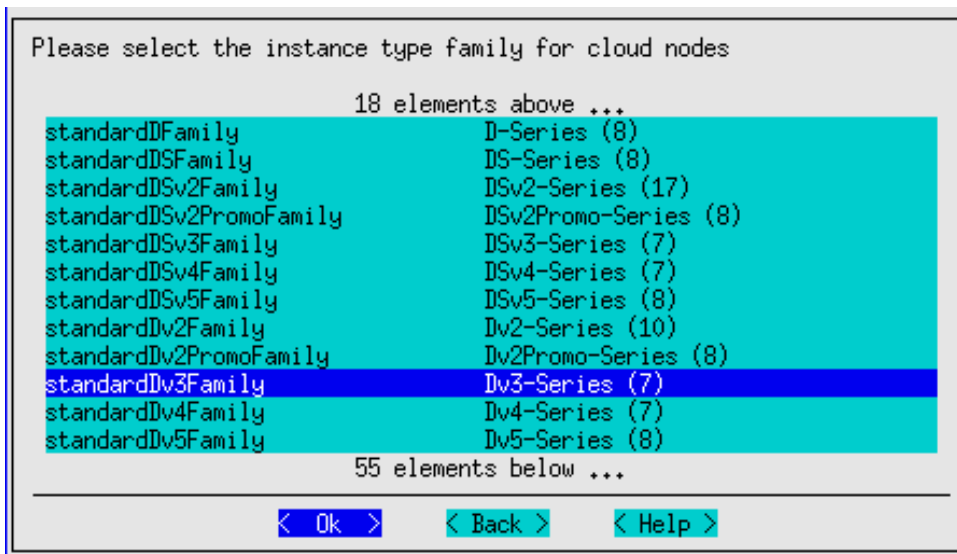 Please select the instance type family for cloud nodes
18 elements above ...
standardDFamily D-Series (8)
standardDSFamily DS-Series (8)
standardDSv2Family DSv2-Series (17)
standardDSv2PromoFamily DSv2Promo-Series (8)
standardDSv3Family DSv3-Series (7)
standardDSv4Family DSv4-Series (7)
standardDSv5Family DSv5-Series (8)
standardDv2Family Dv2-Series (10)
standardDv2PromoFamily Dv2Promo-Series (8)
standardDv3Family Dv3-Series (7)
standardDv4Family Dv4-Series (7)
standardDv5Family Dv5-Series (8)
55 elements below ...
< Ok > < Back > < Help >